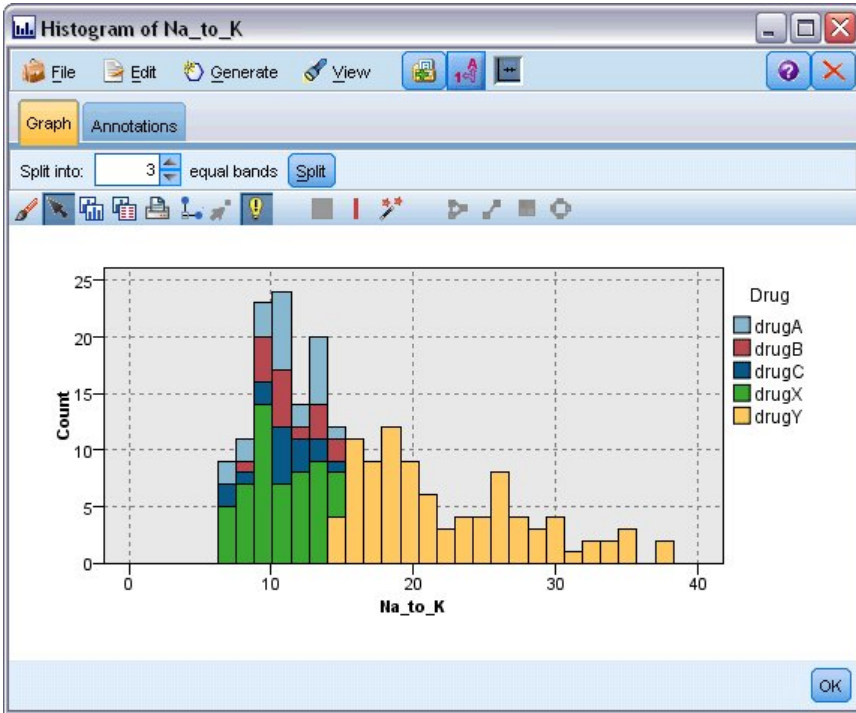 Histogram of Na_to_K
File Edit Generate View
Graph Annotations
Split into: 3 equal bands Split
25
20
15
10
5
0
Count
0 10 20 30 40
Na_to_K
Drug
drugA
drugB
drugC
drugX
drugY
OK